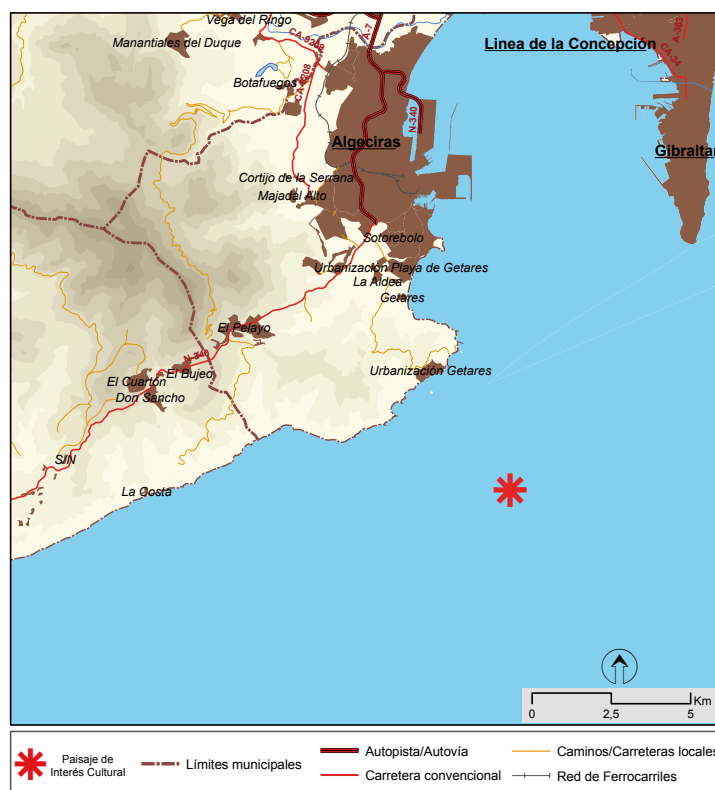 Vega del Ringo
Manantiales del Duque
CA-9209
A-7
Linea de la Concepción
A-383
CA-34
Botafuegos
CA-9208
N-340
Algeciras
Gibraltar
Cortijo de la Serrana
Majadal Alto
Sotorebolo
Urbanización Playa de Getares
La Aldea
Getares
El Pelayo
N-340
El Bujeo
Urbanización Getares
El Cuartón
Don Sancho
SIN
La Costa
Km
0 2,5 5
Paisaje de
Interés Cultural
Límites municipales
Autopista/Autovía
Carretera convencional
Caminos/Carreteras locales
Red de Ferrocarriles